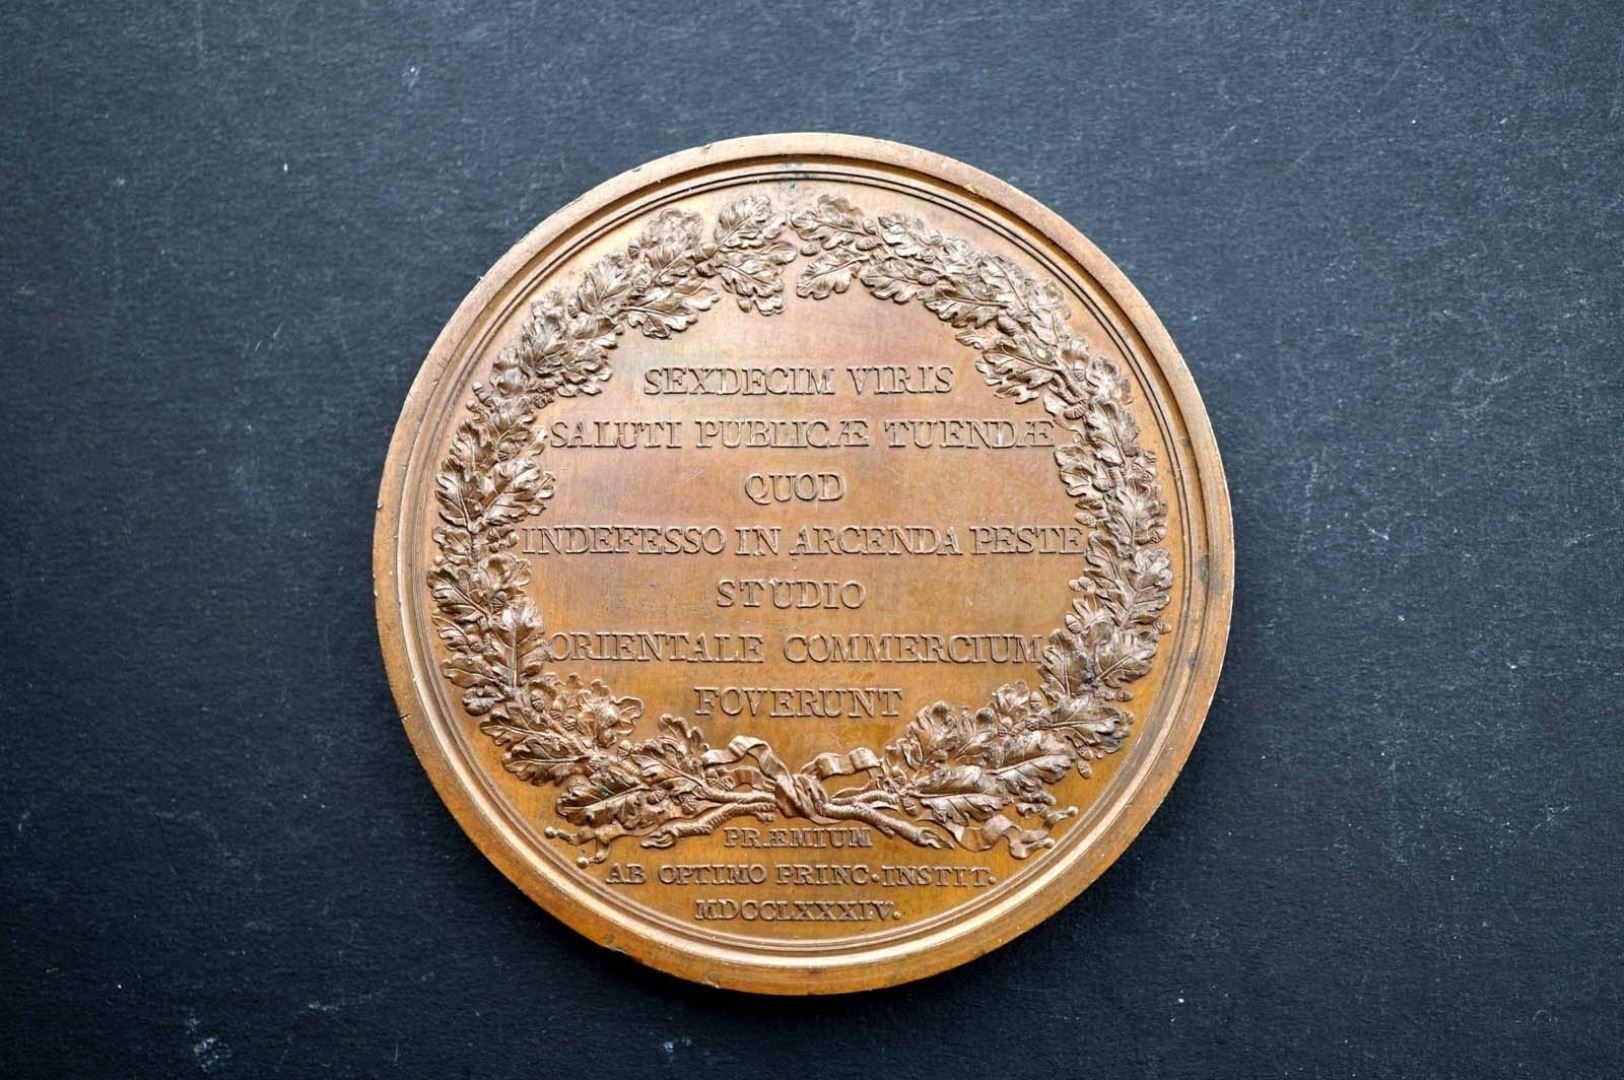 SEXDECIM VIRIS
SALUTI PUBLICÆ TUENDÆ
QUOD
INDEFESSO IN ARCENDA PESTE
STUDIO
ORIENTALE COMMERCIUM
FOVERUNT
PRÆMIUM
AB OPTIMO PRINC·INSTIT·
MDCCLXXXIV.